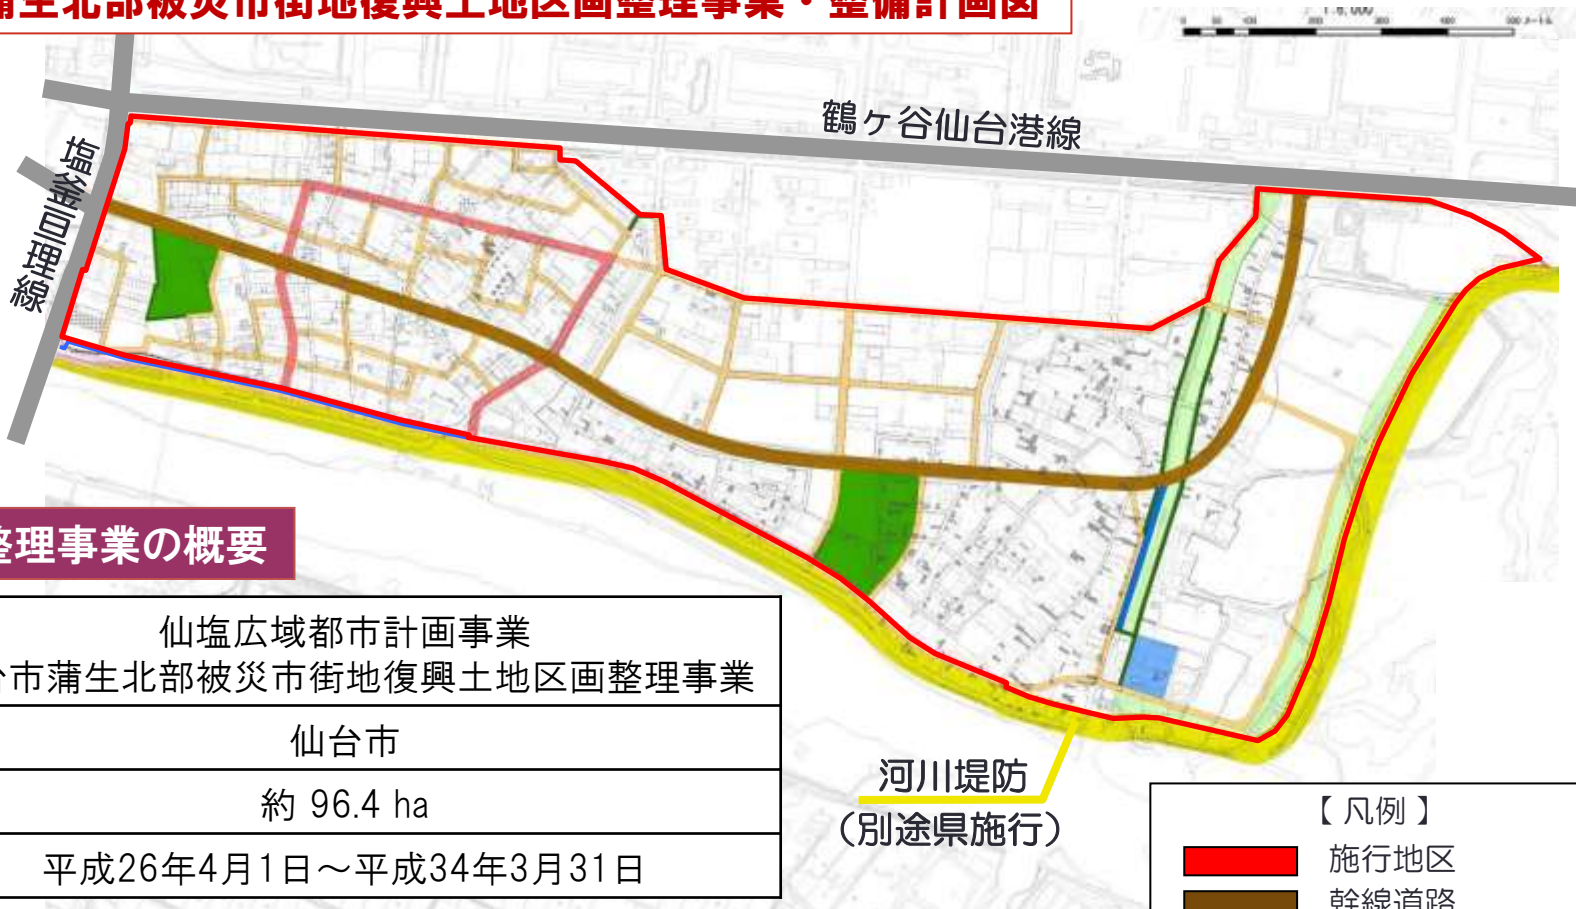 蒲生北部被災市街地復興土地区画整理事業・整備計画図
鶴ヶ谷仙台港線
塩釜亘理線
整理事業の概要
仙塩広域都市計画事業
台市蒲生北部被災市街地復興土地区画整理事業
仙台市
約 96.4 ha
平成26年4月1日～平成34年3月31日
河川堤防
（別途県施行）
【 凡例 】
施行地区
幹線道路